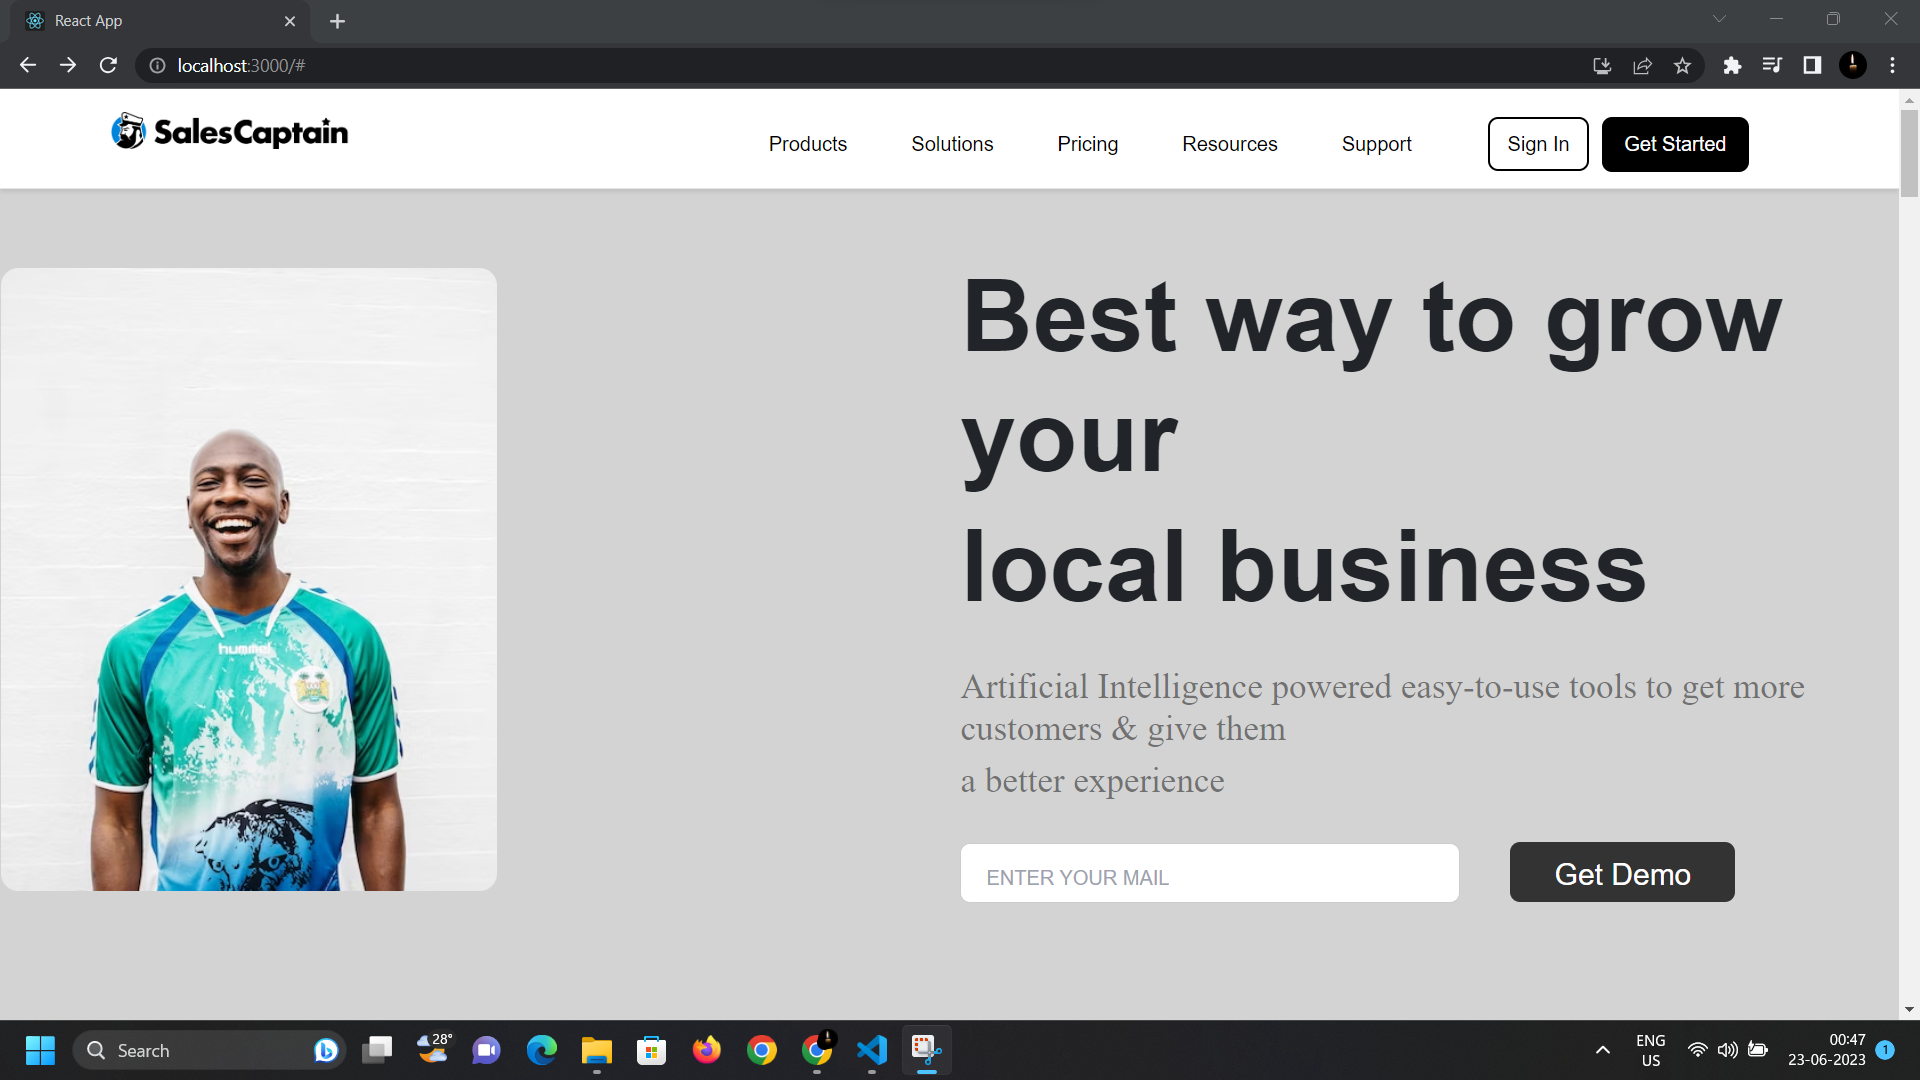 React App
localhost:3000/#
SalesCaptain
Products Solutions Pricing Resources Support Sign In Get Started
Best way to grow
your
local business
hummel
Artificial Intelligence powered easy-to-use tools to get more
customers & give them
a better experience
ENTER YOUR MAIL
Get Demo
Search
28°
ENG
US
00:47
23-06-2023
1